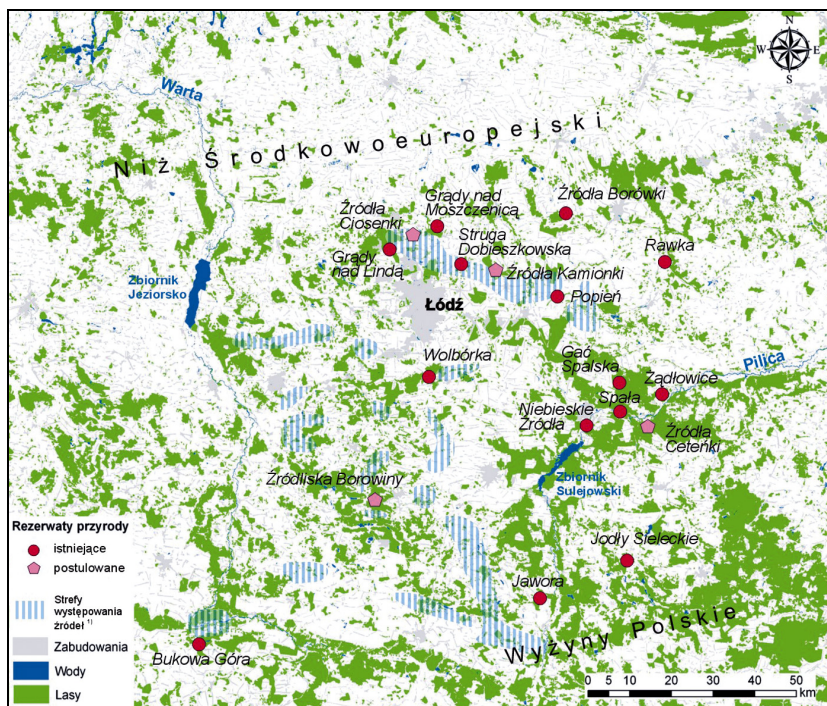 N
W
E
S
Warta
Niż Środkowoeuropejski
Źródła
Ciosenki
Grądy nad
Moszczenicą
Źródła Borówki
Struga
Dobieszkowska
Grądy
nad Lindą
Rawka
Źródła Kamionki
Zbiornik
Jeziorsko
Popień
Łódź
Wolbórka
Gać
Spalska
Pilica
Żądłowice
Spała
Niebieskie
Źródła
Źródła
Ceteńki
Zbiornik
Sulejowski
Źródliska Borowiny
Rezerwaty przyrody
istniejące
postulowane
Strefy
występowania
źródeł 1)
Zabudowania
Wody
Lasy
Jodły Sieleckie
Jawora
Wyżyny Polskie
Bukowa Góra
0 5 10 20 30 40 50
km